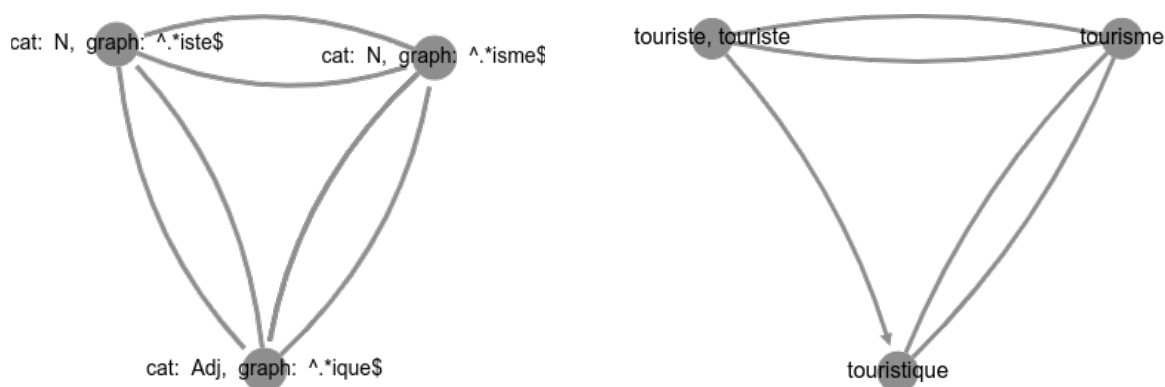 cat: N, graph: ^.*iste$
cat: N, graph: ^.*isme$
cat: Adj, graph: ^.*ique$
touriste, touriste
tourisme
touristique